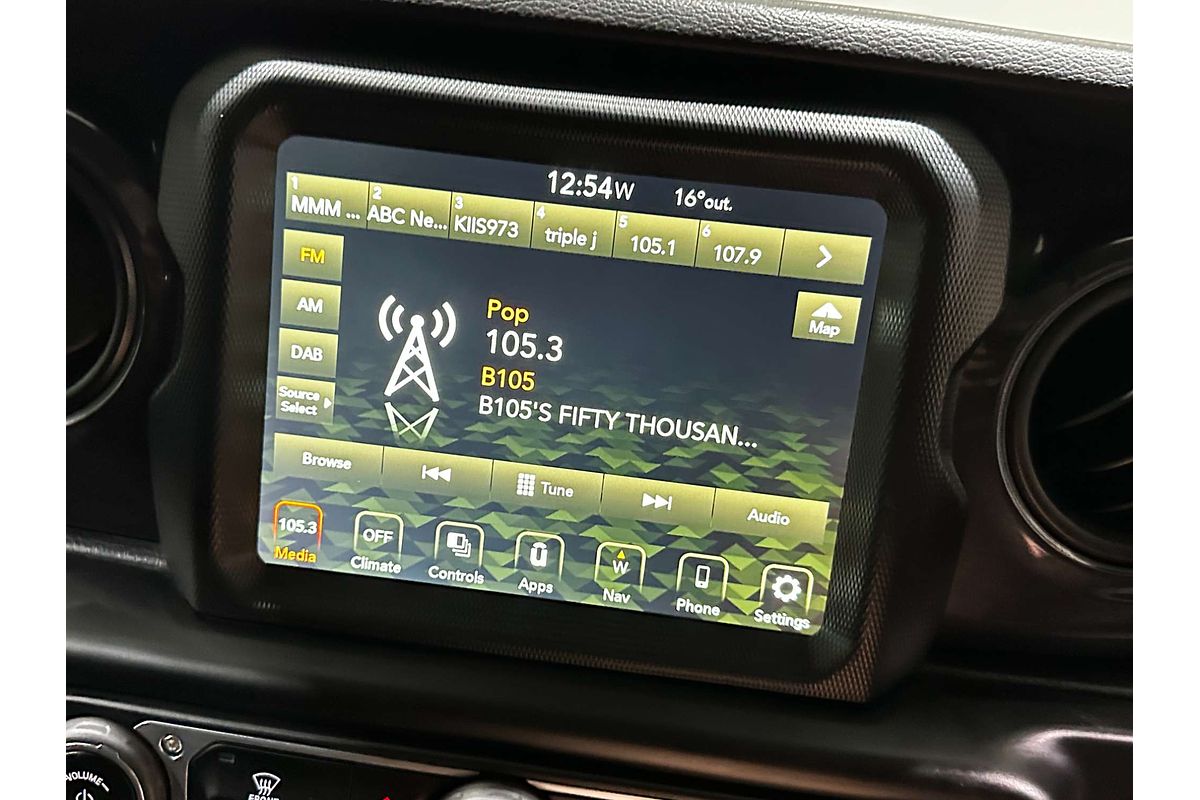 12:54 W 16° out.
1 MMM ... 2 ABC Ne... 3 KIIS973 4 triple j 5 105.1 6 107.9
FM
AM
DAB
Source
Select
Map
Pop
105.3
B105
B105'S FIFTY THOUSAN...
Browse Tune Audio
105.3 OFF W
Media Climate Controls Apps Nav Phone Settings
VOLUME
FRONT